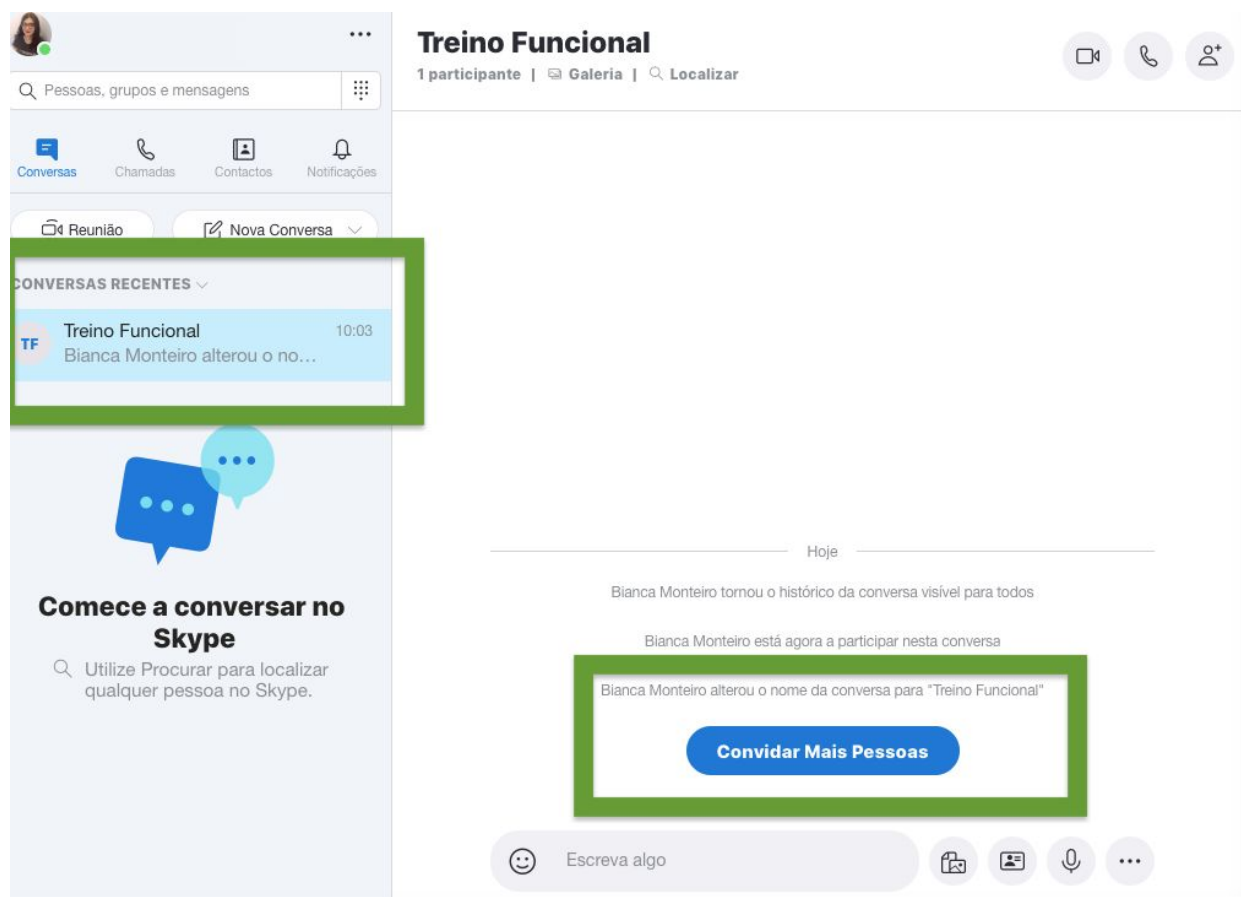 Pessoas, grupos e mensagens
Conversas
Chamadas
Contactos
Notificações
Reunião
Nova Conversa
CONVERSAS RECENTES
TF
Treino Funcional
10:03
Bianca Monteiro alterou o no...
Comece a conversar no
Skype
Utilize Procurar para localizar
qualquer pessoa no Skype.
Treino Funcional
1 participante | Galeria | Localizar
Hoje
Bianca Monteiro tornou o histórico da conversa visível para todos
Bianca Monteiro está agora a participar nesta conversa
Bianca Monteiro alterou o nome da conversa para "Treino Funcional"
Convidar Mais Pessoas
Escreva algo